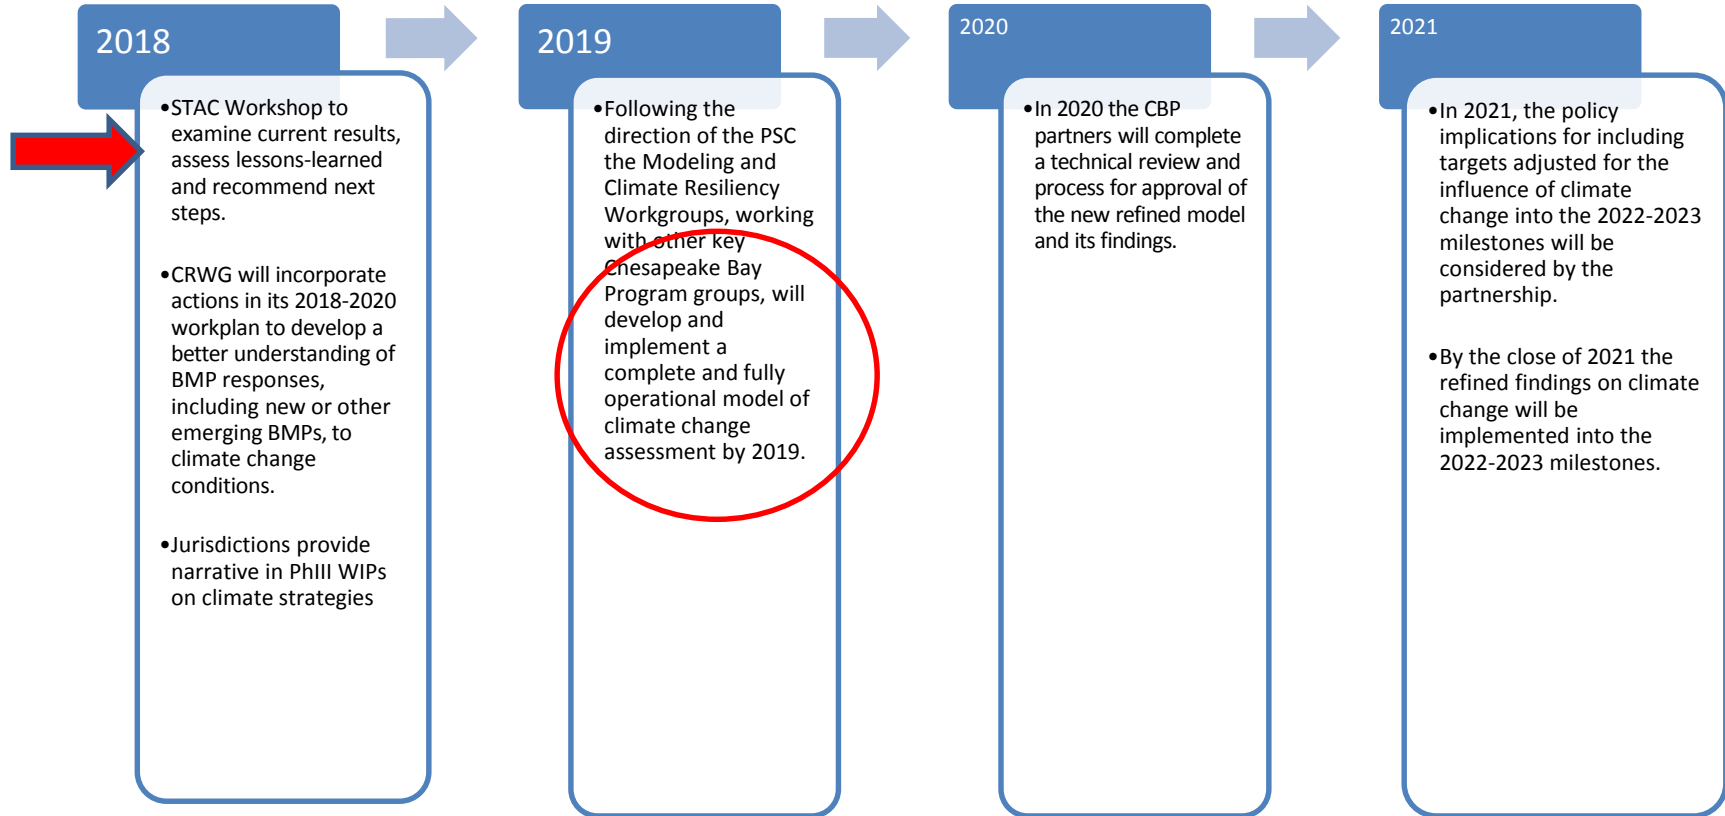 2018
•STAC Workshop to
examine current results,
assess lessons-learned
and recommend next
steps.
•CRWG will incorporate
actions in its 2018-2020
workplan to develop a
better understanding of
BMP responses,
including new or other
emerging BMPs, to
climate change
conditions.
•Jurisdictions provide
narrative in PhIII WIPs
on climate strategies
2019
•Following the
direction of the PSC
the Modeling and
Climate Resiliency
Workgroups, working
with other key
Chesapeake Bay
Program groups, will
develop and
implement a
complete and fully
operational model of
climate change
assessment by 2019.
2020
•In 2020 the CBP
partners will complete
a technical review and
process for approval of
the new refined model
and its findings.
2021
•In 2021, the policy
implications for including
targets adjusted for the
influence of climate
change into the 2022-2023
milestones will be
considered by the
partnership.
•By the close of 2021 the
refined findings on climate
change will be
implemented into the
2022-2023 milestones.